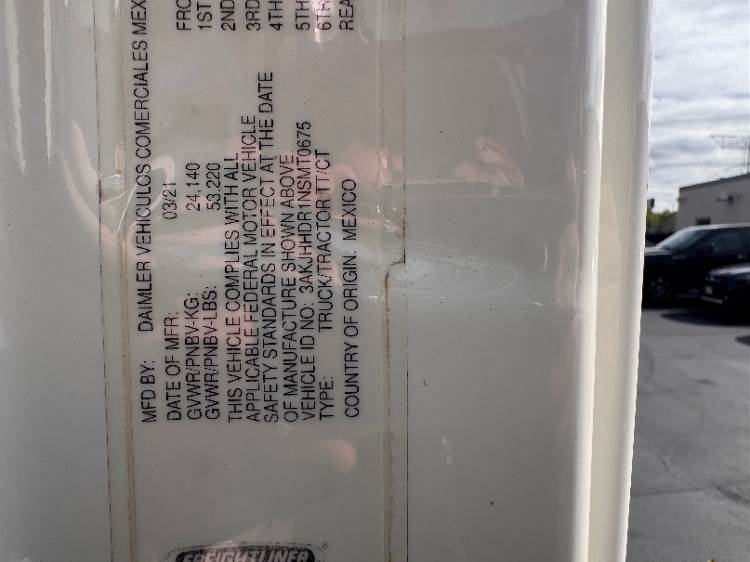 MFD BY: DAIMLER VEHICULOS COMERCIALES MEX
DATE OF MFR: 03/21
GVWR/PNBV-KG: 24,140
GVWR/PNBV-LBS: 53,220
THIS VEHICLE COMPLIES WITH ALL
APPLICABLE FEDERAL MOTOR VEHICLE
SAFETY STANDARDS IN EFFECT AT THE DATE
OF MANUFACTURE SHOWN ABOVE
VEHICLE ID NO: 3AKJHHDR1NSMT0675
TYPE: TRUCK/TRACTOR TT/CT
COUNTRY OF ORIGIN: MEXICO
FRO
1ST
2ND
3RD
4TH
5TH
6TH
REA
FREIGHTLINER